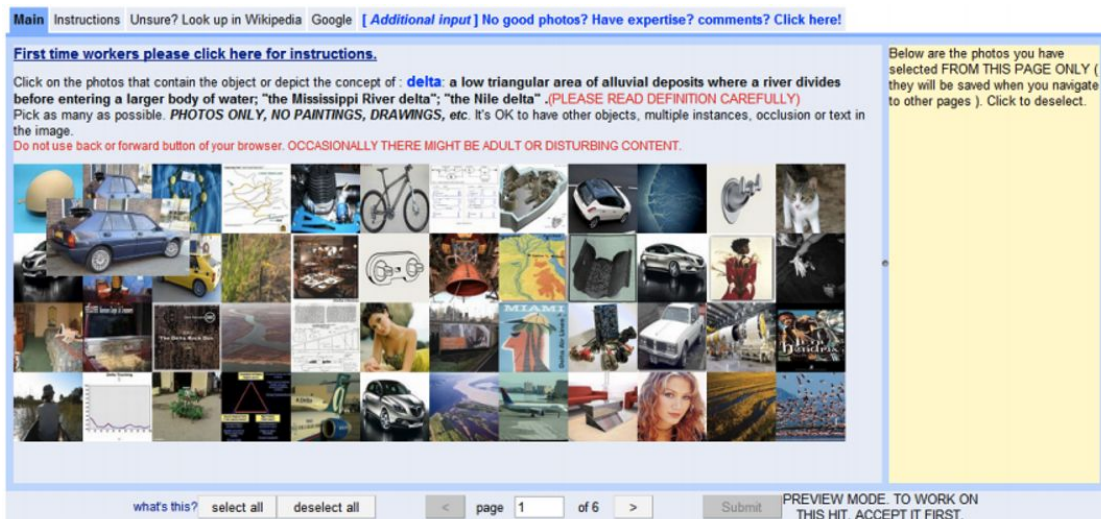 Main Instructions Unsure? Look up in Wikipedia Google [ Additional input ] No good photos? Have expertise? comments? Click here!
First time workers please click here for instructions.
Click on the photos that contain the object or depict the concept of : delta: a low triangular area of alluvial deposits where a river divides
before entering a larger body of water; "the Mississippi River delta"; "the Nile delta" .(PLEASE READ DEFINITION CAREFULLY)
Pick as many as possible. PHOTOS ONLY, NO PAINTINGS, DRAWINGS, etc. It's OK to have other objects, multiple instances, occlusion or text in
the image.
Do not use back or forward button of your browser. OCCASIONALLY THERE MIGHT BE ADULT OR DISTURBING CONTENT.
Below are the photos you have
selected FROM THIS PAGE ONLY (
they will be saved when you navigate
to other pages ). Click to deselect.
MIAMI
what's this? select all deselect all < page 1 of 6 > Submit
PREVIEW MODE. TO WORK ON
THIS HIT, ACCEPT IT FIRST.